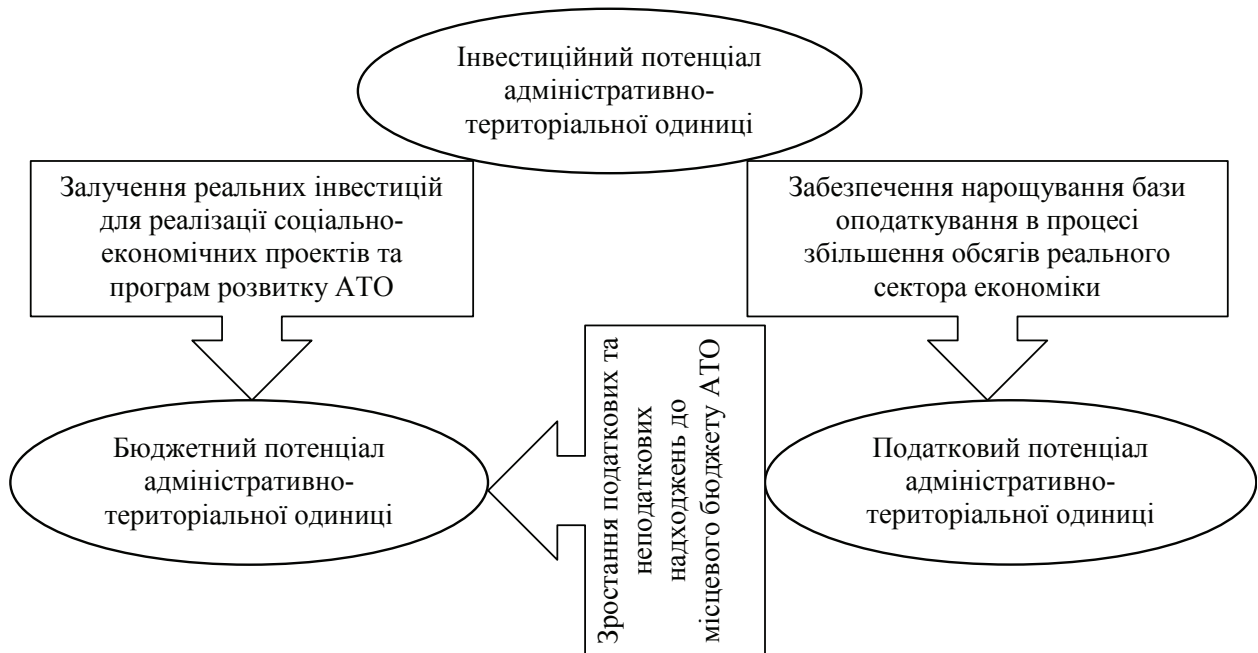 Інвестиційний потенціал
адміністративно-
територіальної одиниці
Залучення реальних інвестицій
для реалізації соціально-
економічних проектів та
програм розвитку АТО
Забезпечення нарощування бази
оподаткування в процесі
збільшення обсягів реального
сектора економіки
Зростання податкових та
неподаткових
надходжень до
місцевого бюджету АТО
Бюджетний потенціал
адміністративно-
територіальної одиниці
Податковий потенціал
адміністративно-
територіальної одиниці